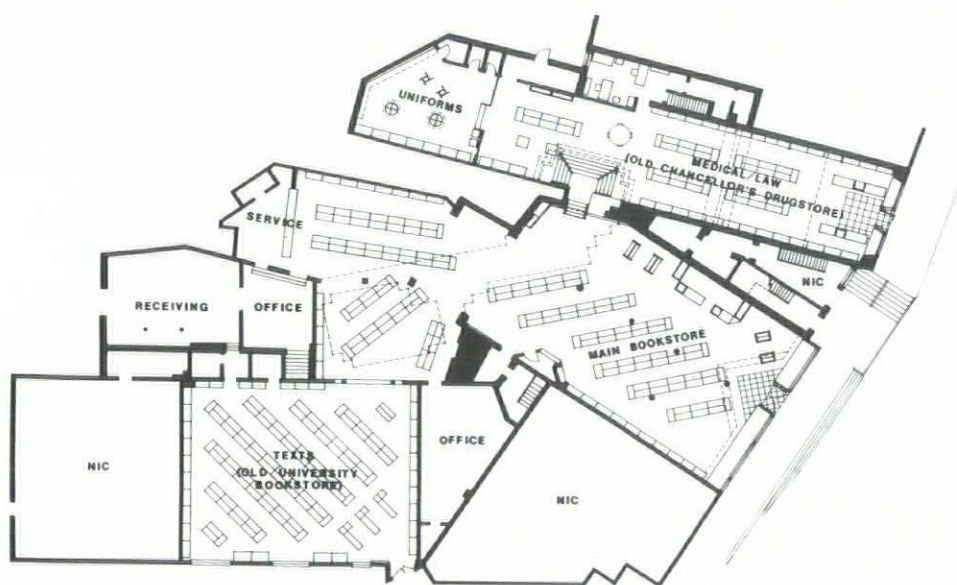 UNIFORMS
MEDICAL/LAW
(OLD CHANCELLOR'S DRUGSTORE)
SERVICE
NIC
RECEIVING
OFFICE
MAIN BOOKSTORE
OFFICE
NIC
TEXTS
(OLD UNIVERSITY
BOOKSTORE)
NIC